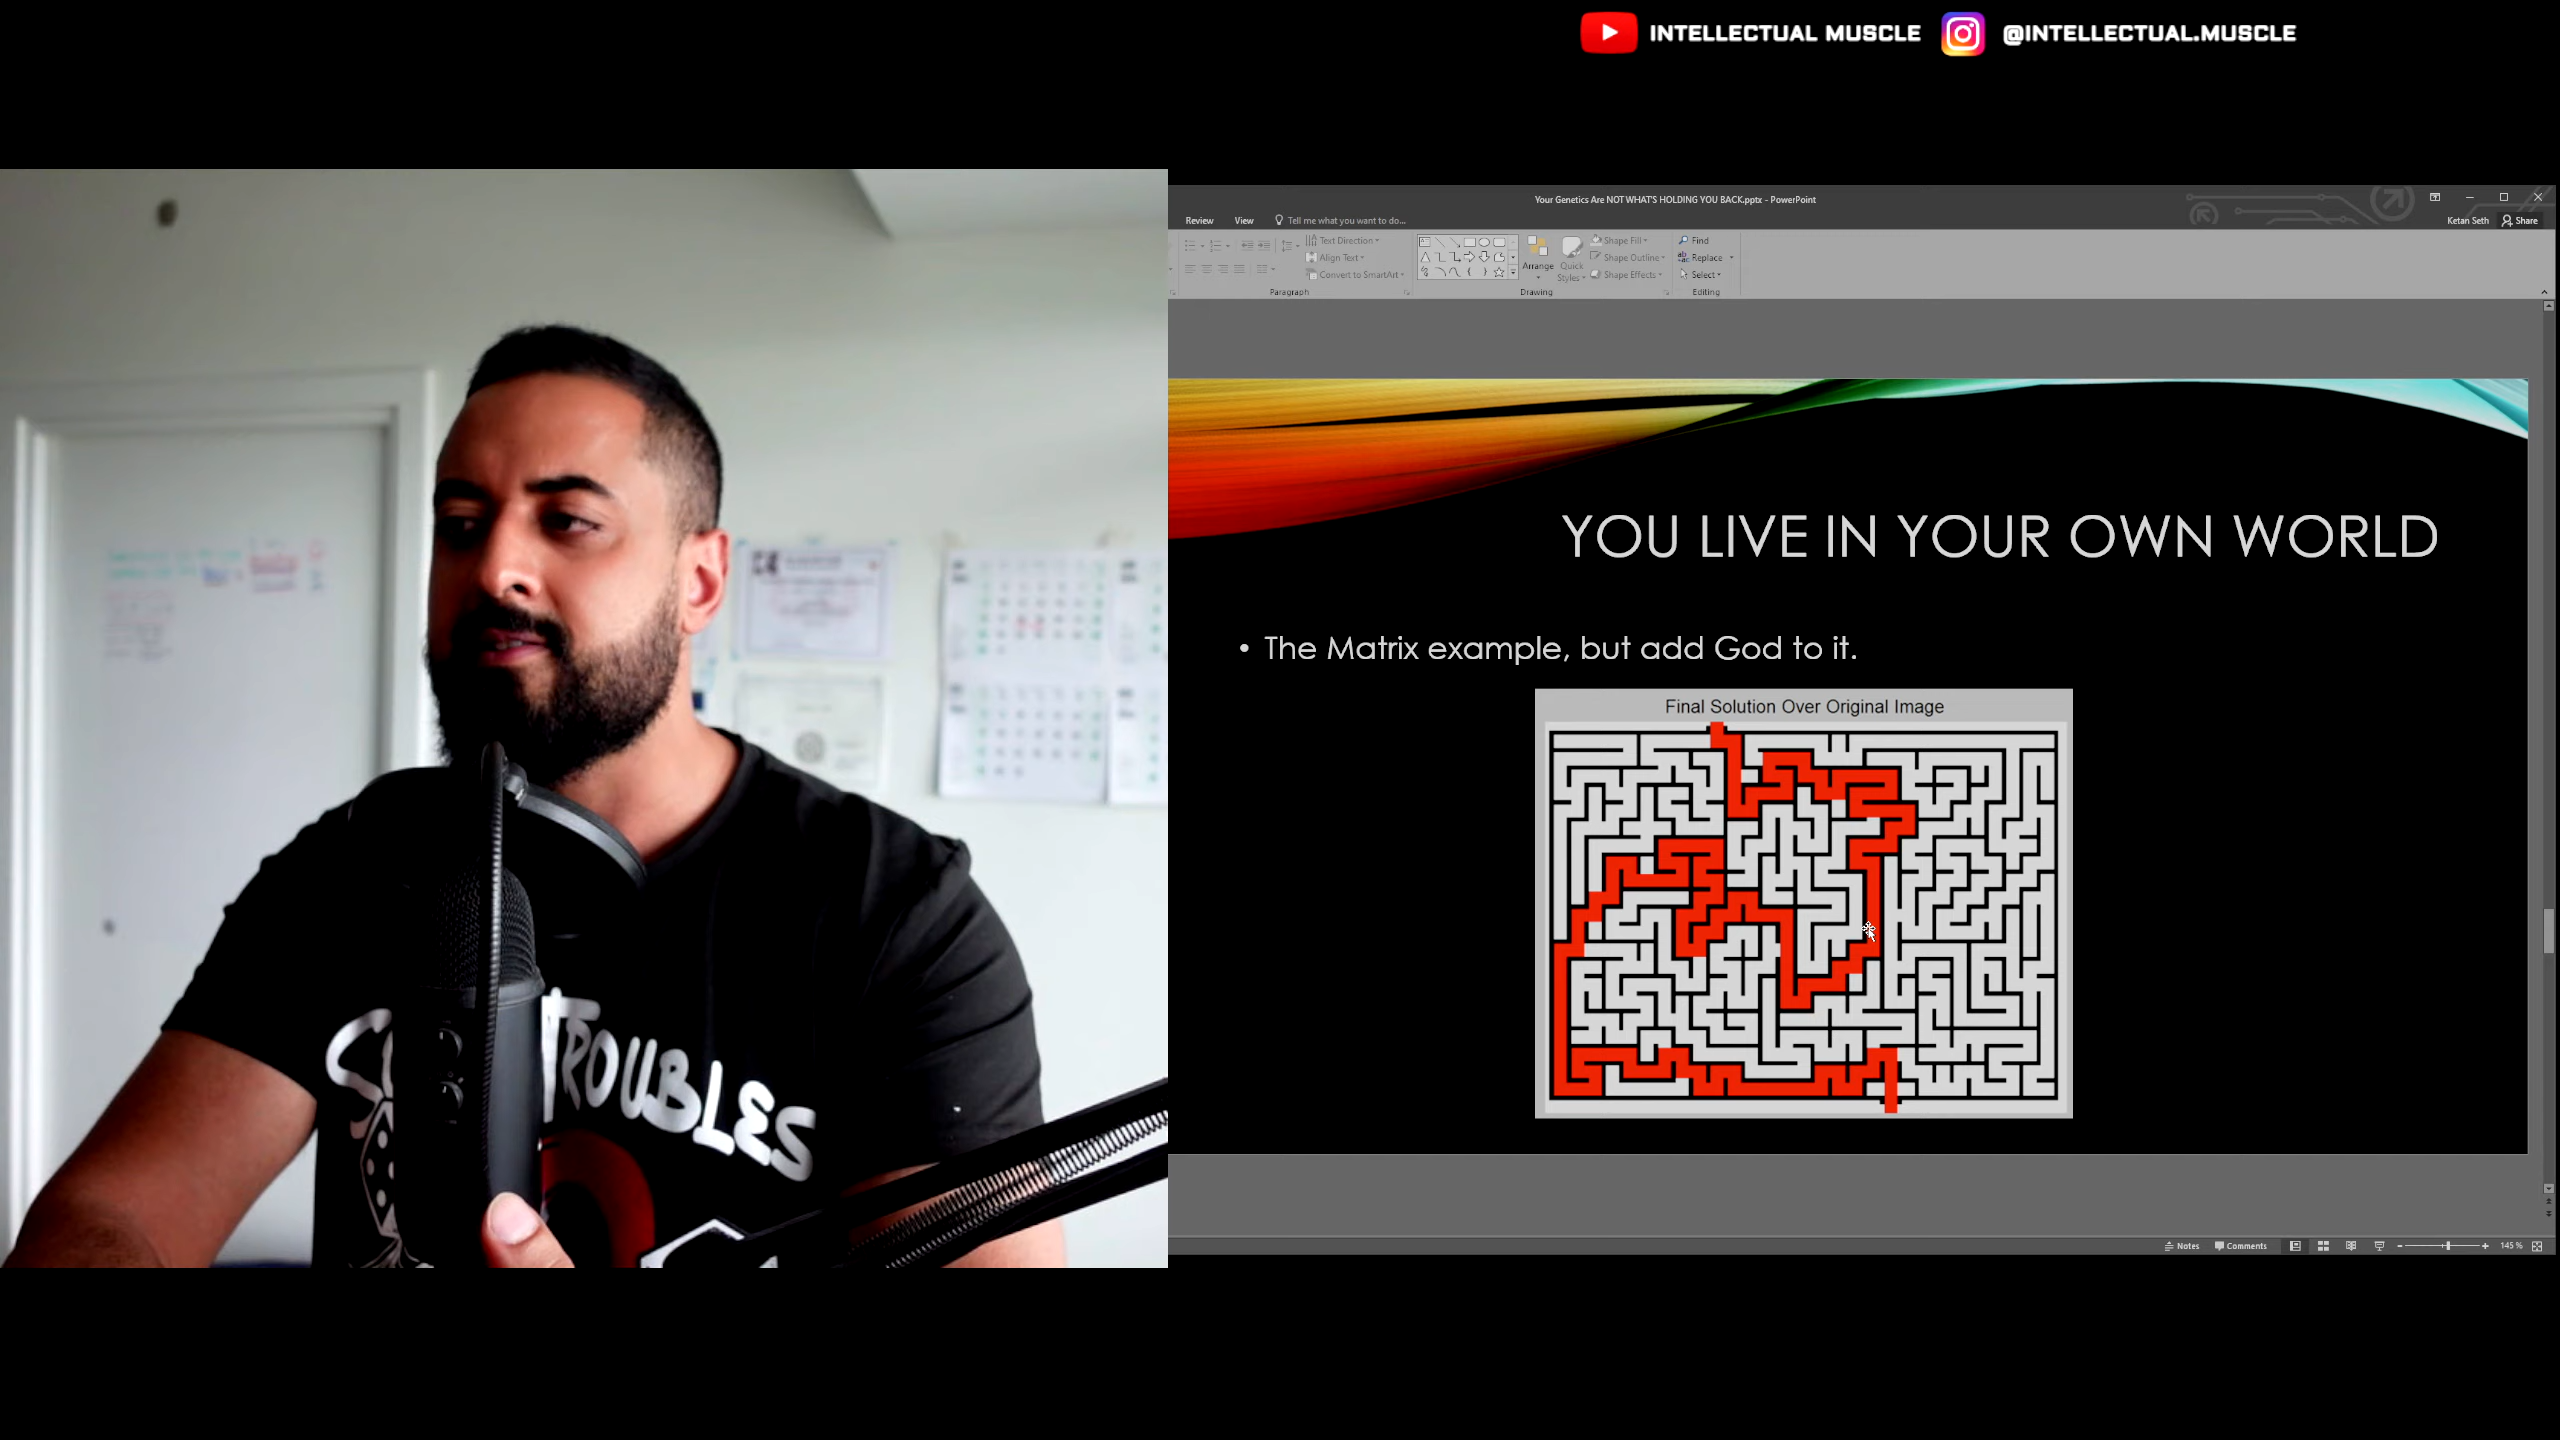 INTELLECTUAL MUSCLE @INTELLECTUAL.MUSCLE
Your Genetics Are NOT WHAT'S HOLDING YOU BACK.pptx - PowerPoint
Review View Tell me what you want to do... Ketan Seth Share
Text Direction Shape Fill Find
Align Text Arrange Quick Styles Shape Outline Replace
Convert to SmartArt Shape Effects Select
Paragraph Drawing Editing
YOU LIVE IN YOUR OWN WORLD
• The Matrix example, but add God to it.
Final Solution Over Original Image
TROUBLES
Notes Comments 145 %